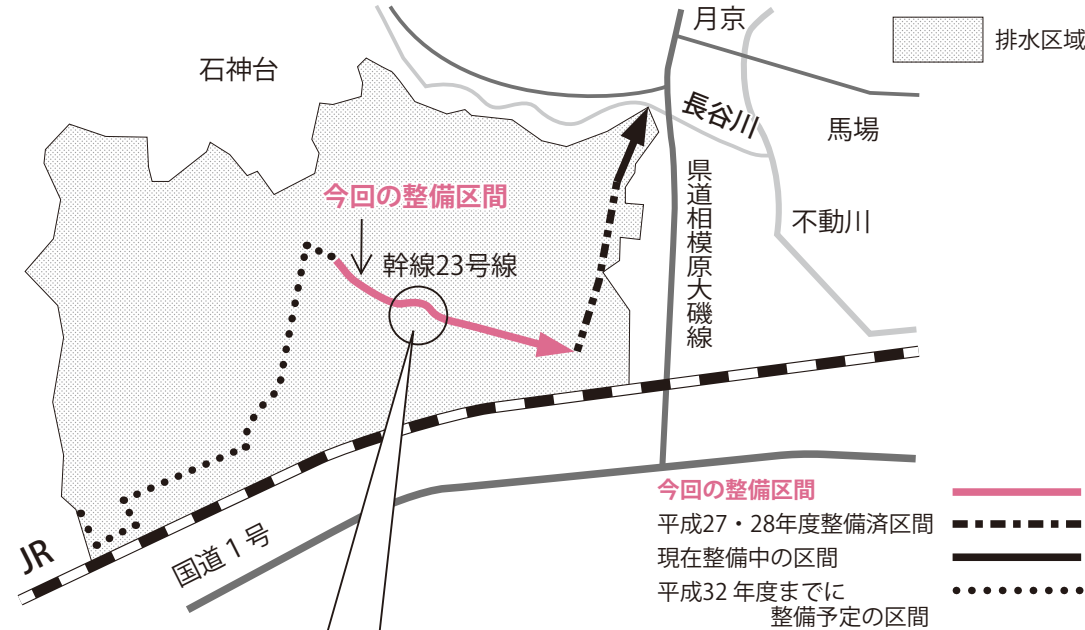 月京
排水区域
石神台
長谷川
馬場
今回の整備区間
県道相模原大磯線
不動川
幹線23号線
今回の整備区間
平成27・28年度整備済区間
現在整備中の区間
平成32年度までに
整備予定の区間
JR
国道1号